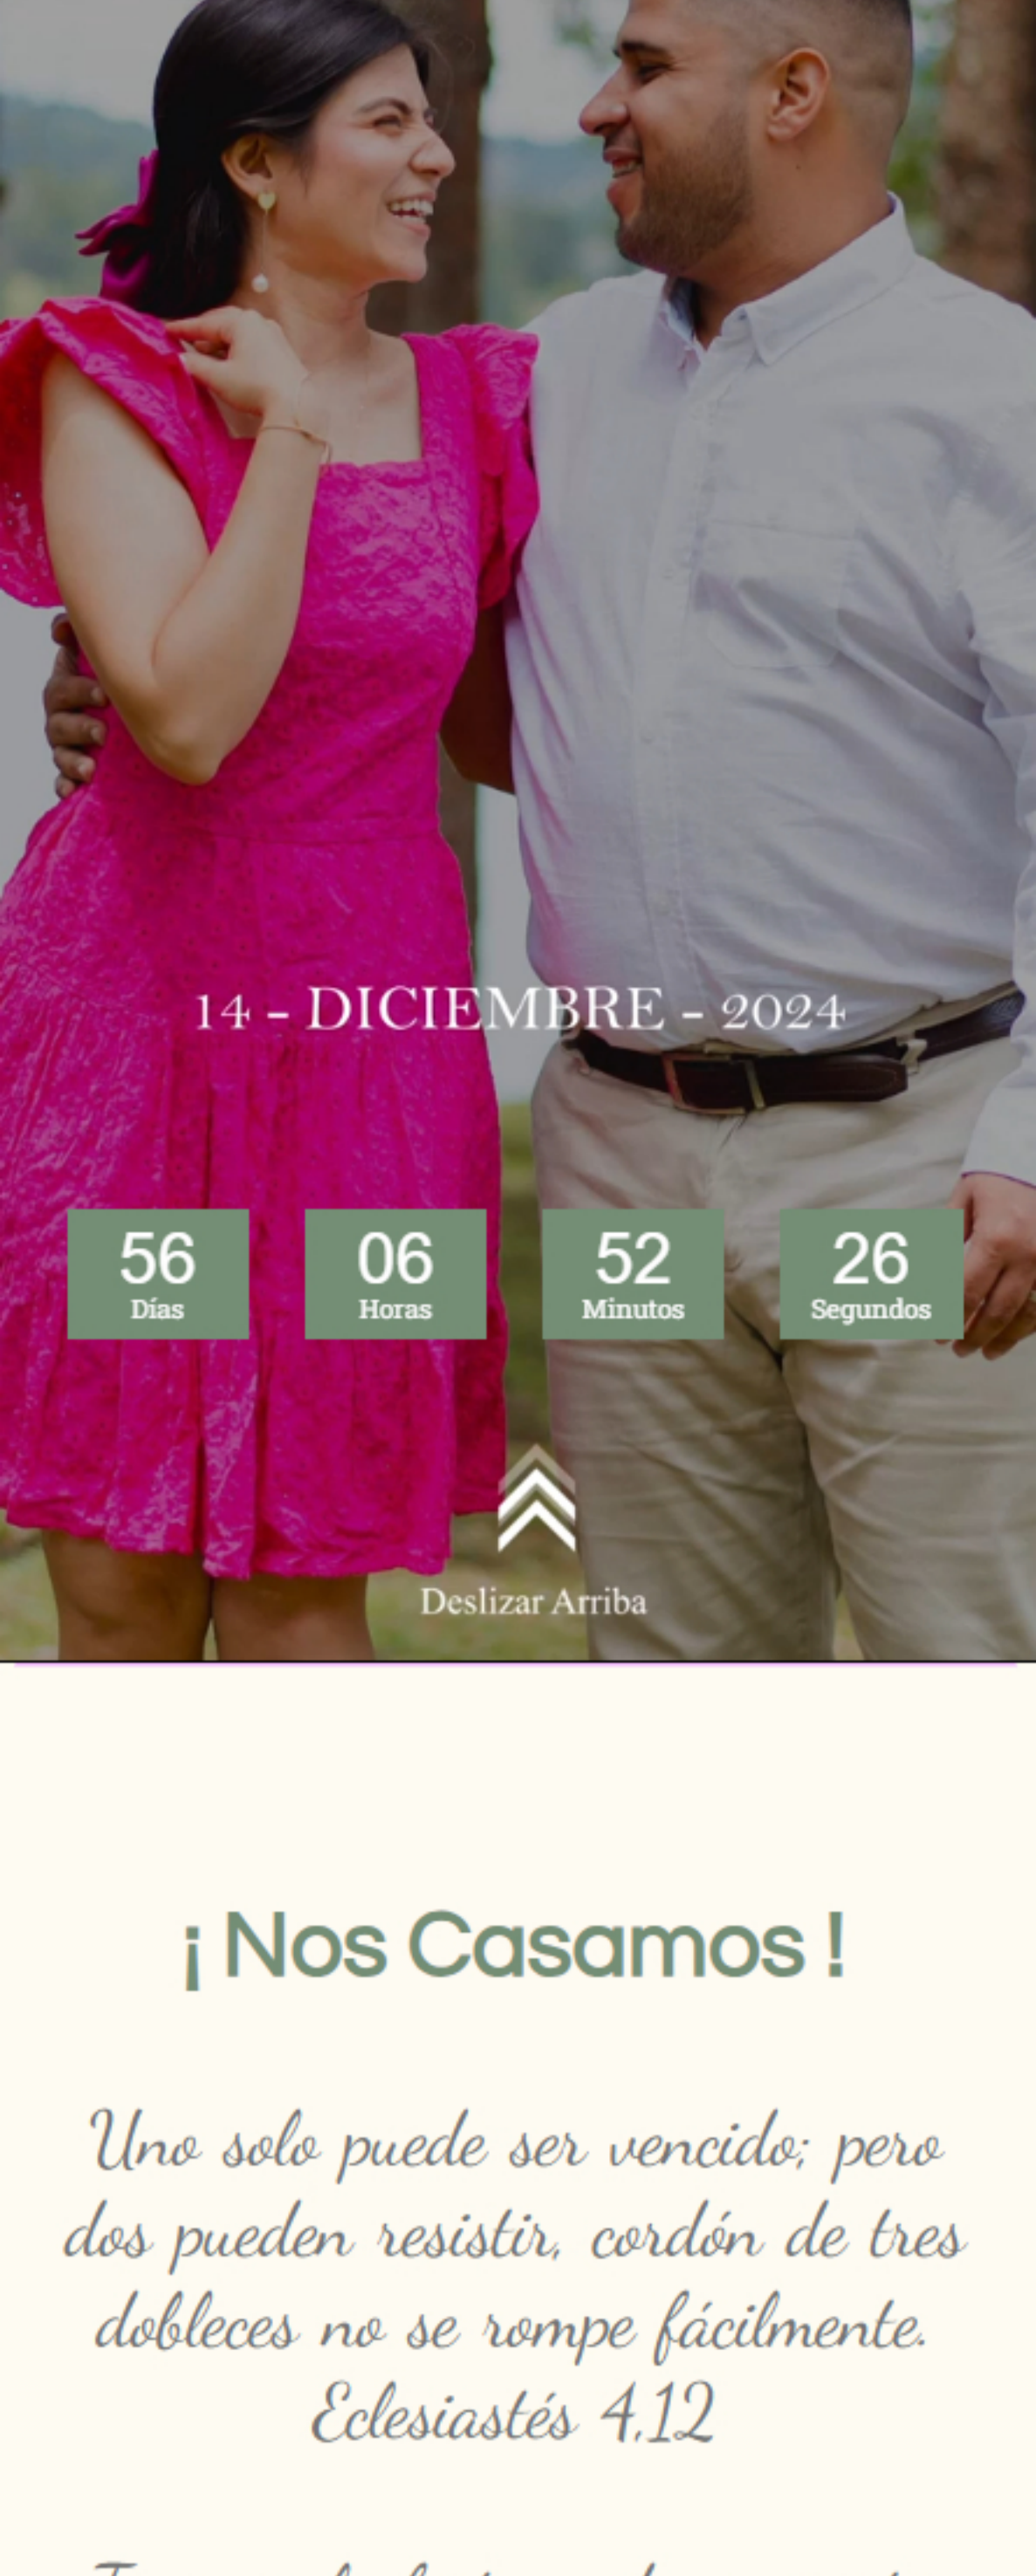 14 - DICIEMBRE - 2024
56 06 52 26
Días Horas Minutos Segundos
Deslizar Arriba
¡ Nos Casamos !
Uno solo puede ser vencido; pero
dos pueden resistir, cordón de tres
dobleces no se rompe fácilmente.
Eclesiastés 4,12